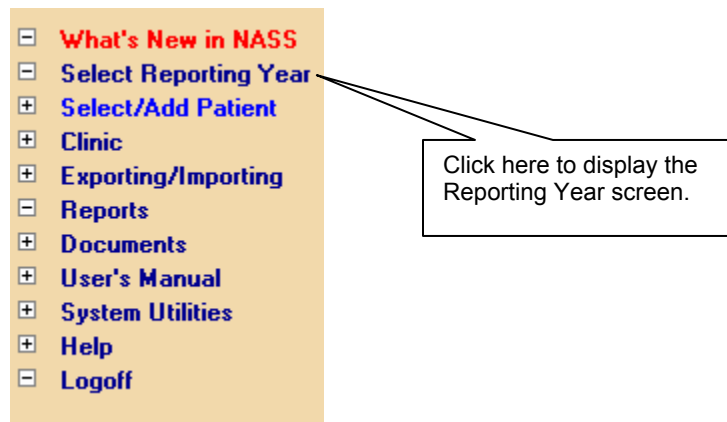 What's New in NASS
Select Reporting Year
Select/Add Patient
Clinic
Exporting/Importing
Reports
Documents
User's Manual
System Utilities
Help
Logoff
Click here to display the
Reporting Year screen.